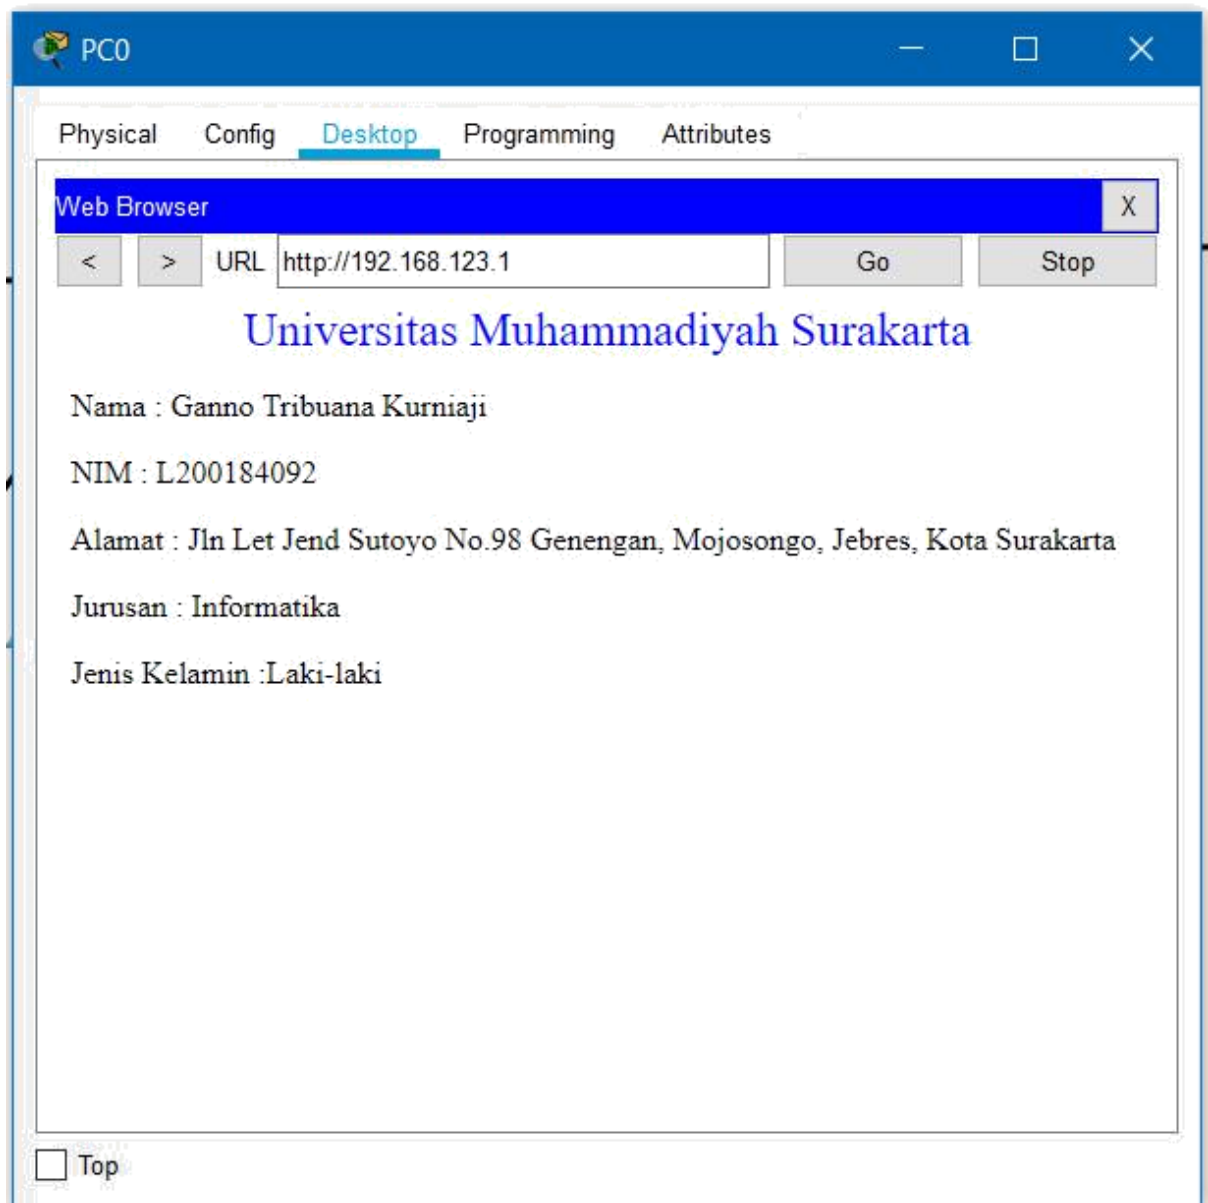 PC0
Physical Config Desktop Programming Attributes
Web Browser X
< > URL http://192.168.123.1 Go Stop
Universitas Muhammadiyah Surakarta
Nama : Ganno Tribuana Kurniaji
NIM : L200184092
Alamat : Jln Let Jend Sutoyo No.98 Genengan, Mojosongo, Jebres, Kota Surakarta
Jurusan : Informatika
Jenis Kelamin :Laki-laki
Top